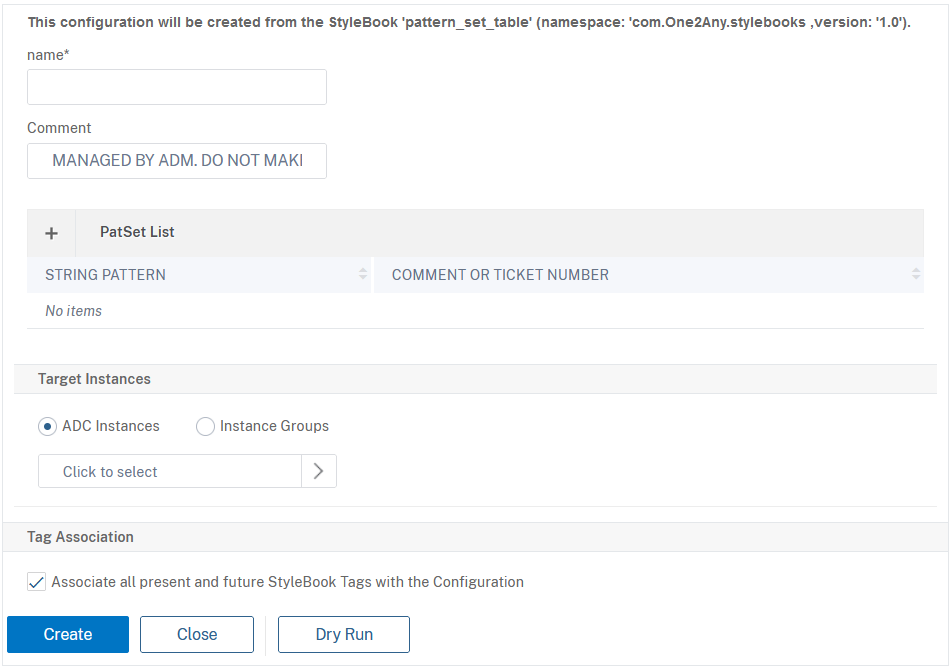 This configuration will be created from the StyleBook 'pattern_set_table' (namespace: 'com.One2Any.stylebooks ,version: '1.0').
name*
Comment
MANAGED BY ADM. DO NOT MAKI
+ PatSet List
STRING PATTERN COMMENT OR TICKET NUMBER
No items
Target Instances
ADC Instances Instance Groups
Click to select
Tag Association
Associate all present and future StyleBook Tags with the Configuration
Create Close Dry Run